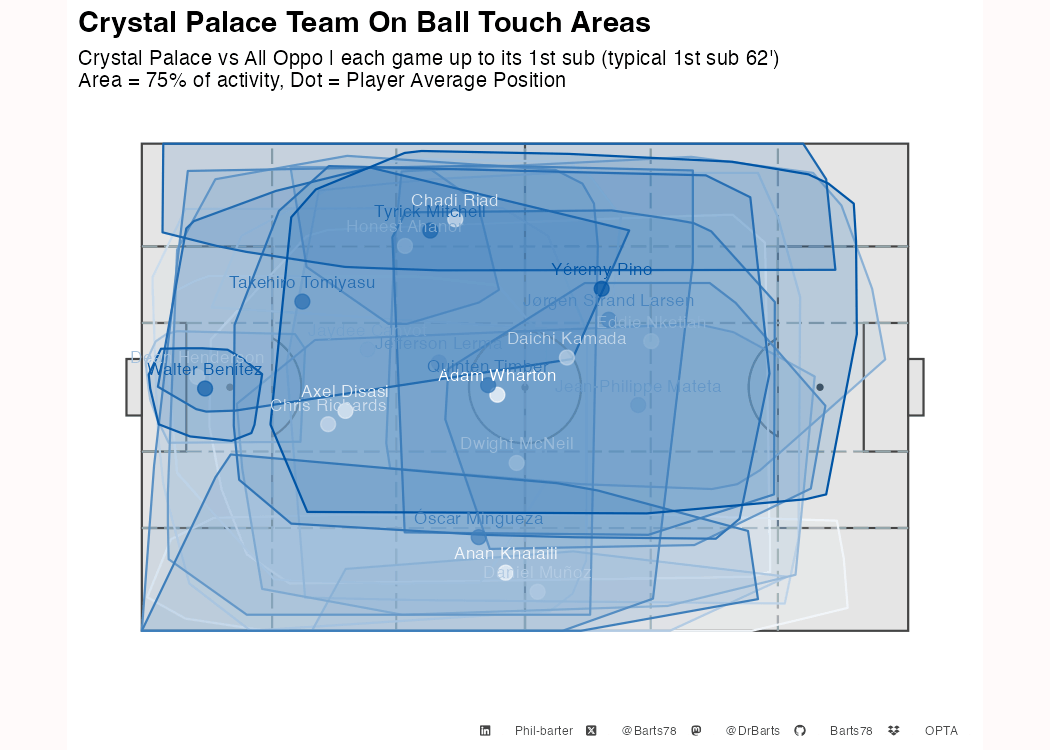 Crystal Palace Team On Ball Touch Areas
Crystal Palace vs All Oppo | each game up to its 1st sub (typical 1st sub 62')
Area = 75% of activity, Dot = Player Average Position
Chadi Riad
Tyrick Mitchell
Honest Ahanor
Yéremy Pino
Takehiro Tomiyasu
Jørgen Strand Larsen
Eddie Nketiah
Jefferson Lerma
Daichi Kamada
Dean Henderson
Walter Benítez
Quinten Timber
Adam Wharton
Jean-Philippe Mateta
Axel Disasi
Chris Richards
Dwight McNeil
Óscar Mingueza
Anan Khalaili
Daniel Muñoz
Phil-barter @Barts78 @DrBarts Barts78 OPTA